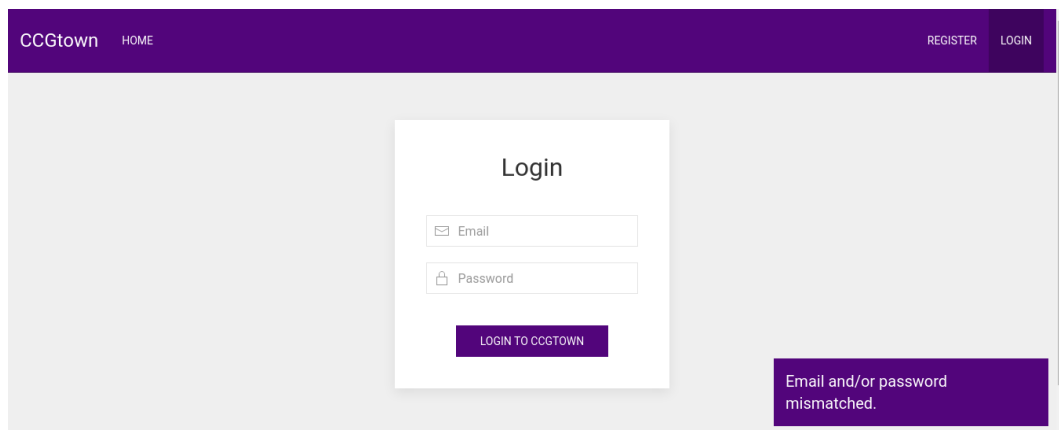 CCGtown HOME REGISTER LOGIN
Login
Email
Password
LOGIN TO CCGTOWN
Email and/or password
mismatched.